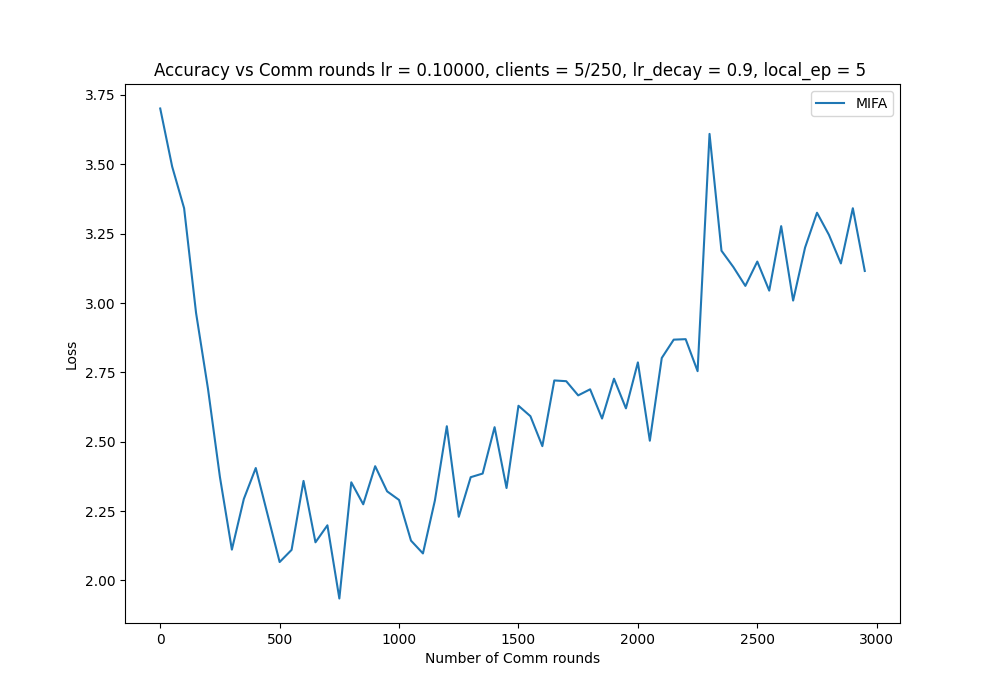 Accuracy vs Comm rounds lr = 0.10000, clients = 5/250, lr_decay = 0.9, local_ep = 5
MIFA
3.75
3.50
3.25
3.00
2.75
2.50
2.25
2.00
Loss
0 500 1000 1500 2000 2500 3000
Number of Comm rounds